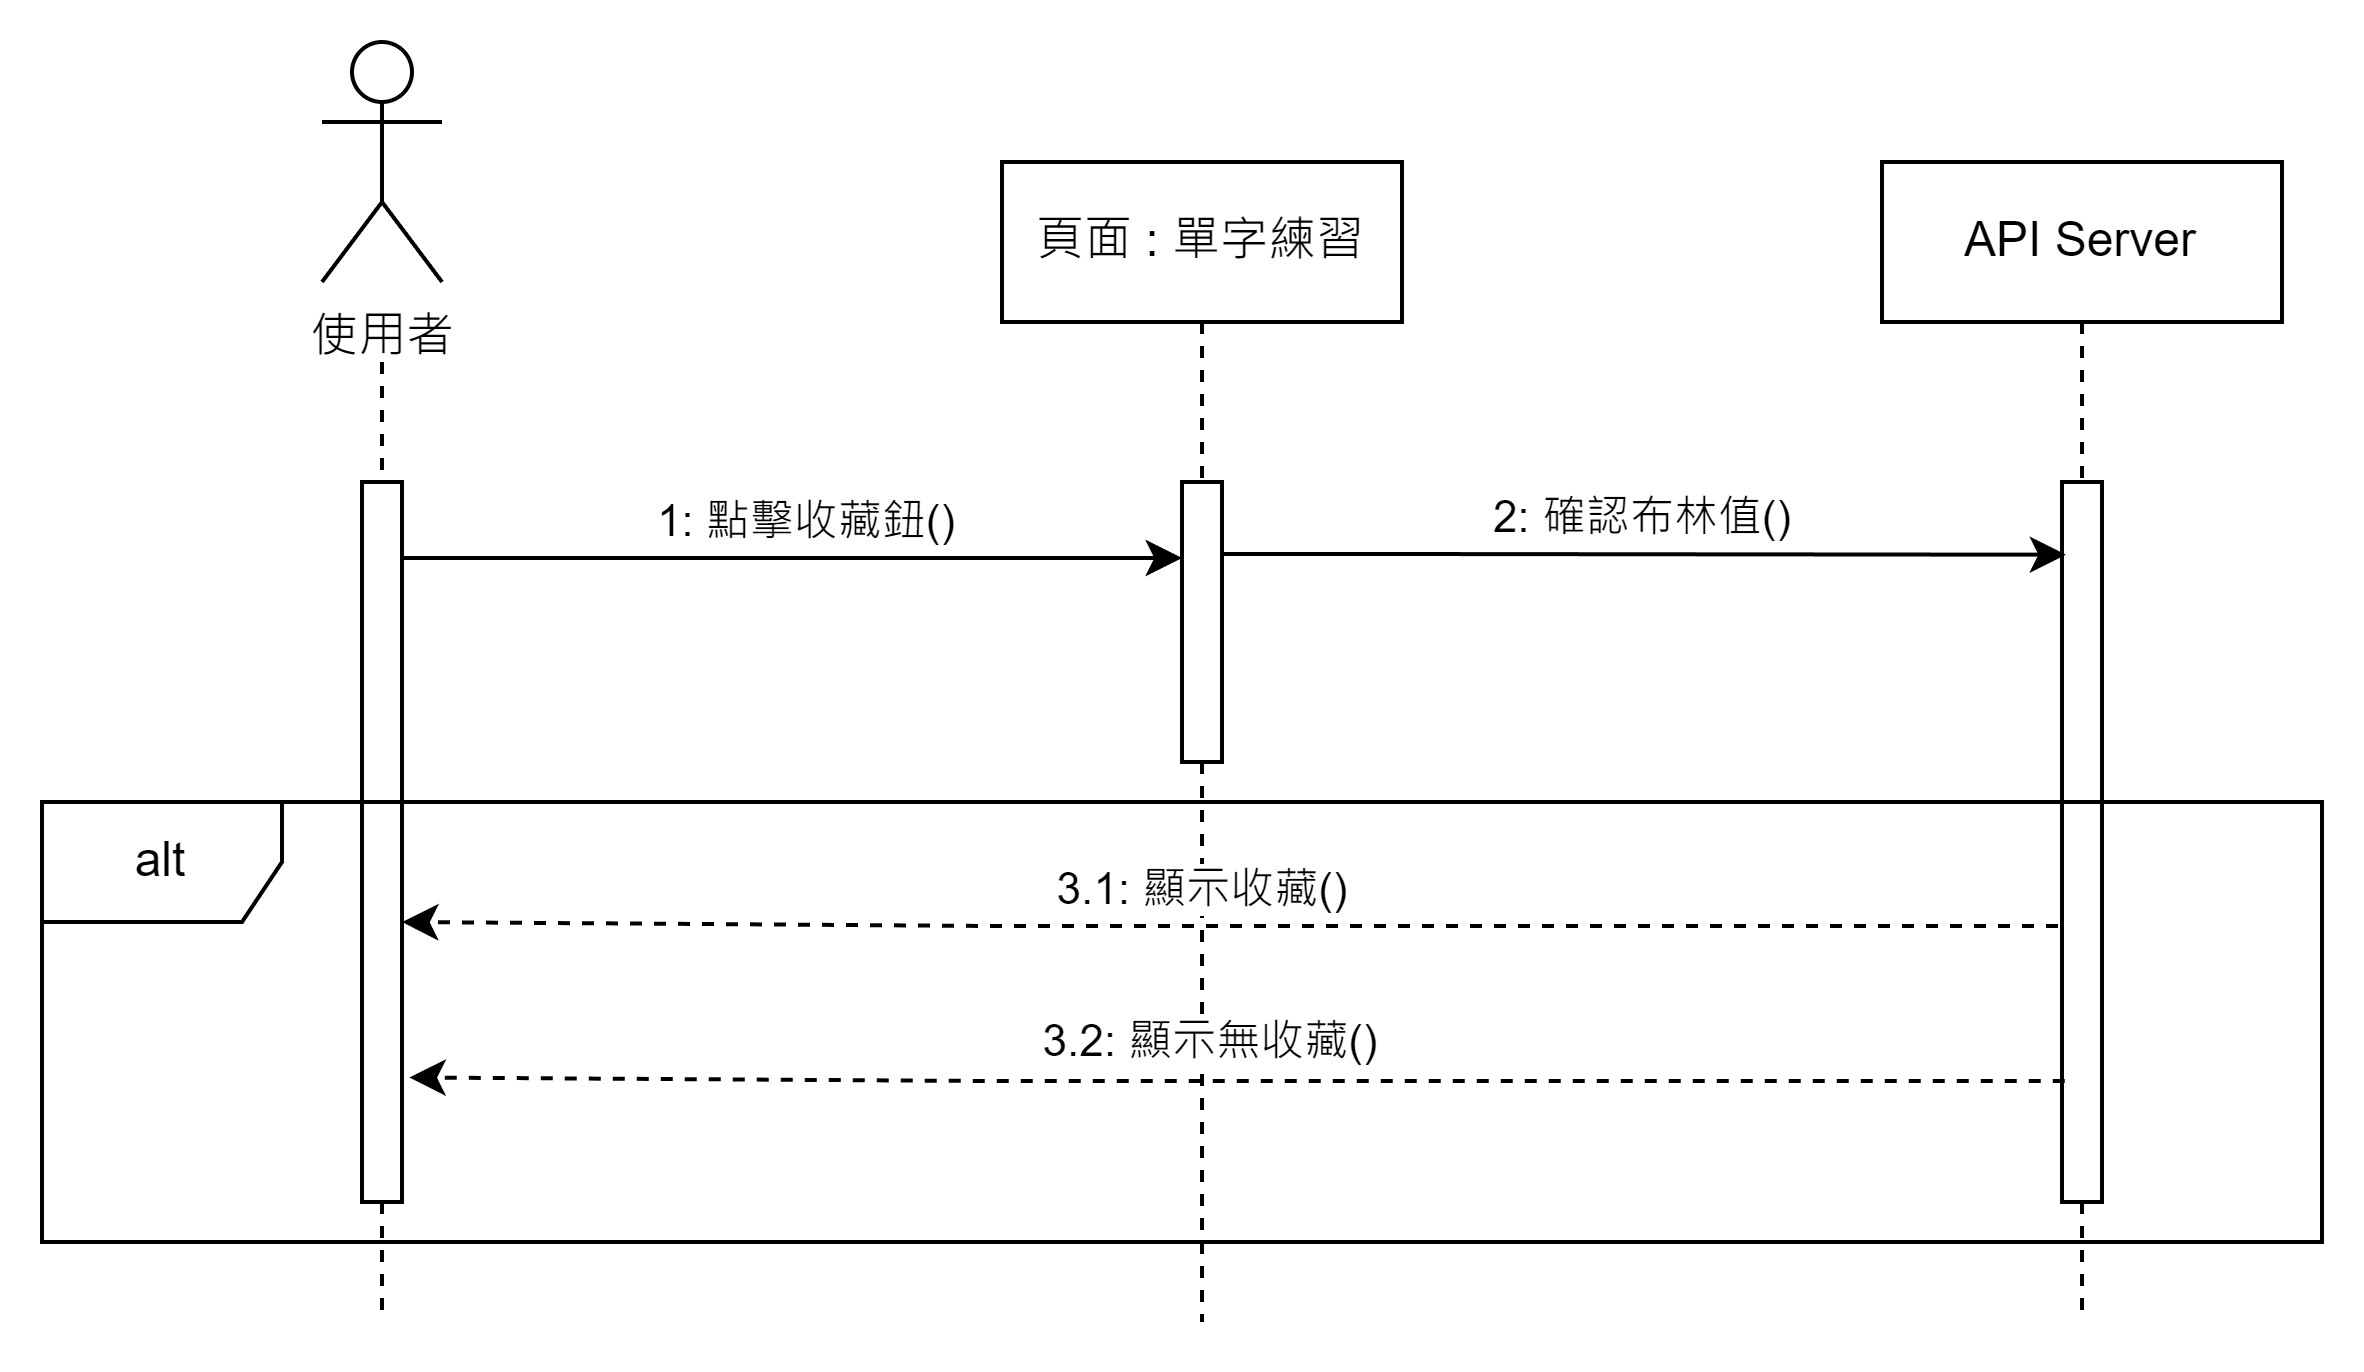 使用者
頁面 : 單字練習
API Server
1: 點擊收藏鈕()
2: 確認布林值()
alt
3.1: 顯示收藏()
3.2: 顯示無收藏()